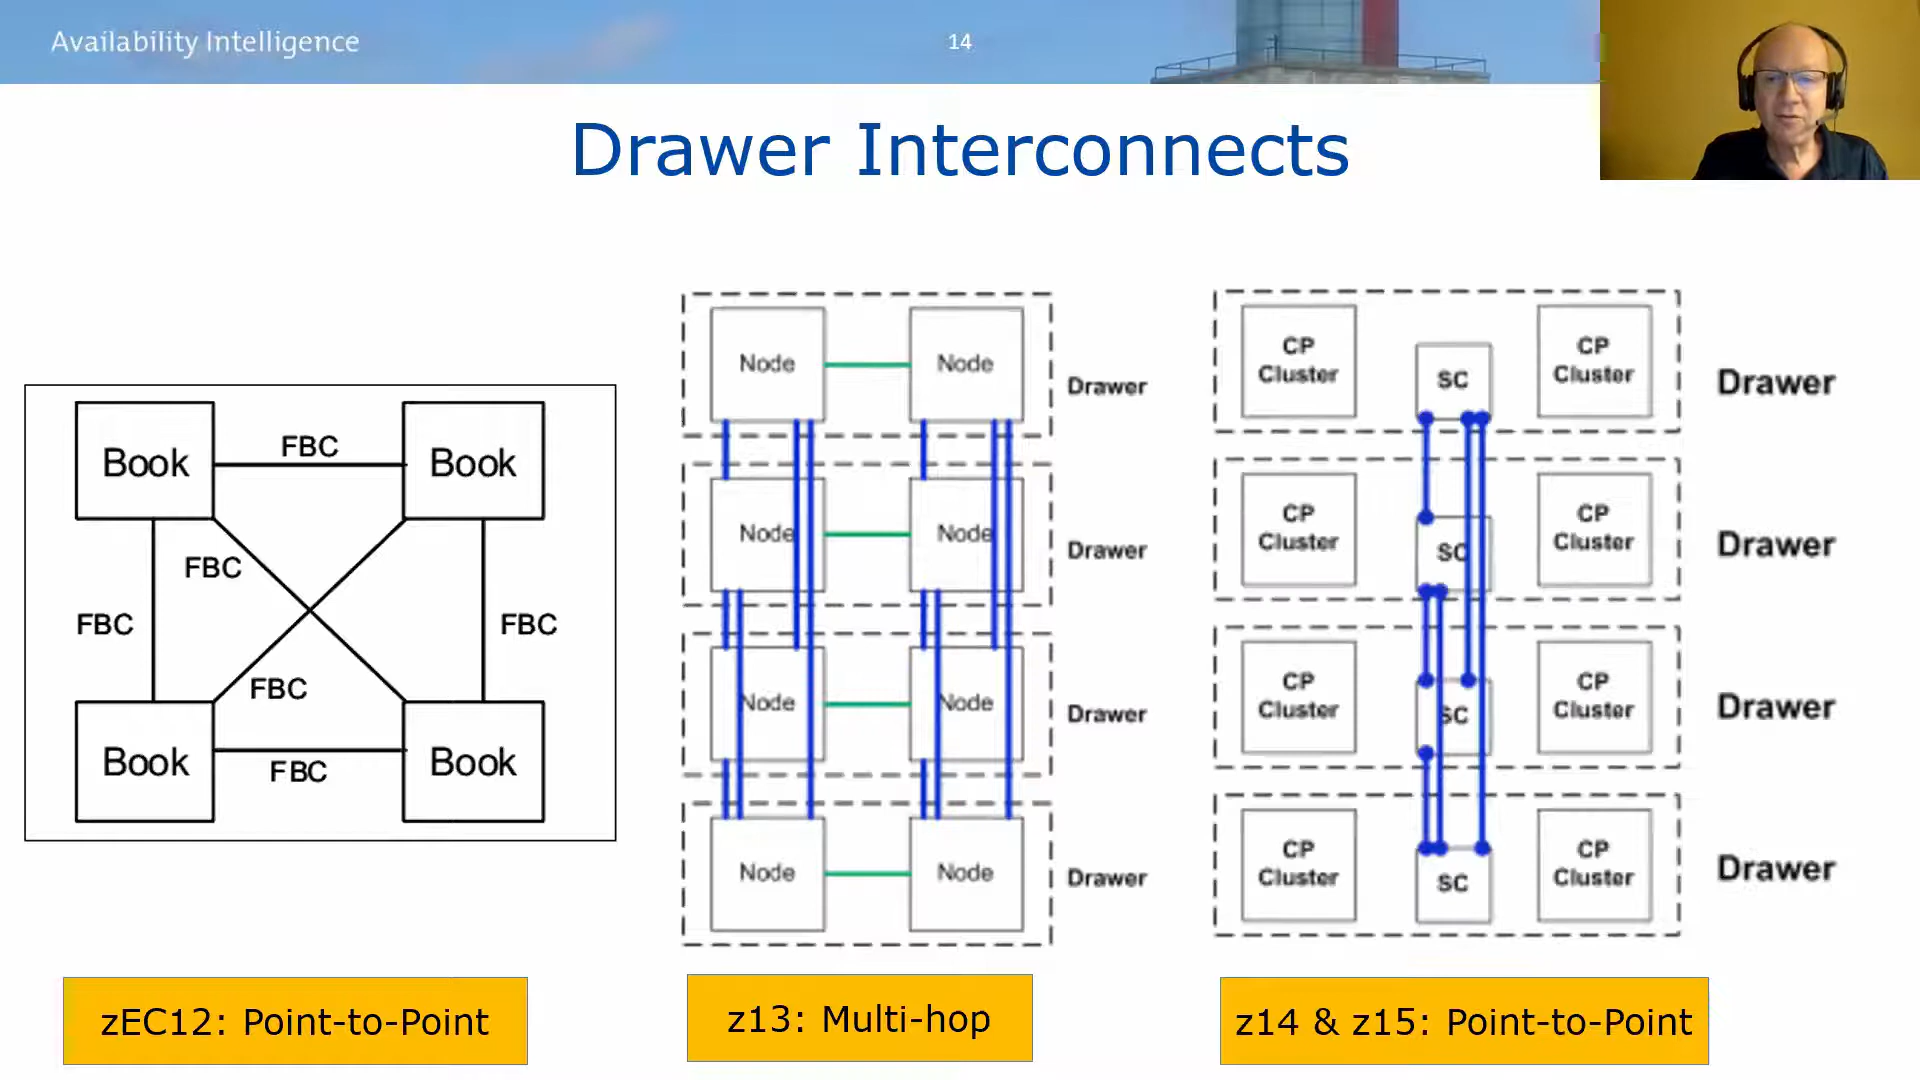 Availability Intelligence
14
Drawer Interconnects
Book
FBC
Book
FBC
FBC
FBC
FBC
Book
FBC
Book
zEC12: Point-to-Point
Node
Node
Drawer
Node
Node
Drawer
Node
Node
Drawer
Node
Node
Drawer
z13: Multi-hop
CP
Cluster
SC
CP
Cluster
Drawer
CP
Cluster
SC
CP
Cluster
Drawer
CP
Cluster
SC
CP
Cluster
Drawer
CP
Cluster
SC
CP
Cluster
Drawer
z14 & z15: Point-to-Point